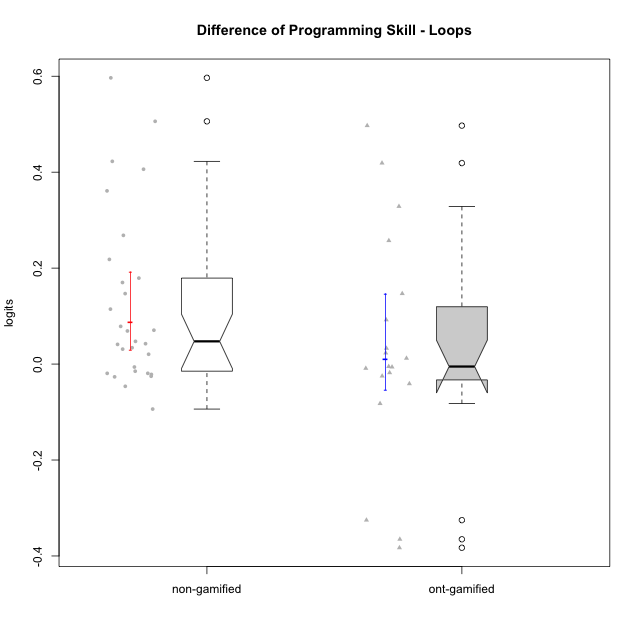 Difference of Programming Skill - Loops
logits
0.6
0.4
0.2
0.0
-0.2
-0.4
non-gamified
ont-gamified